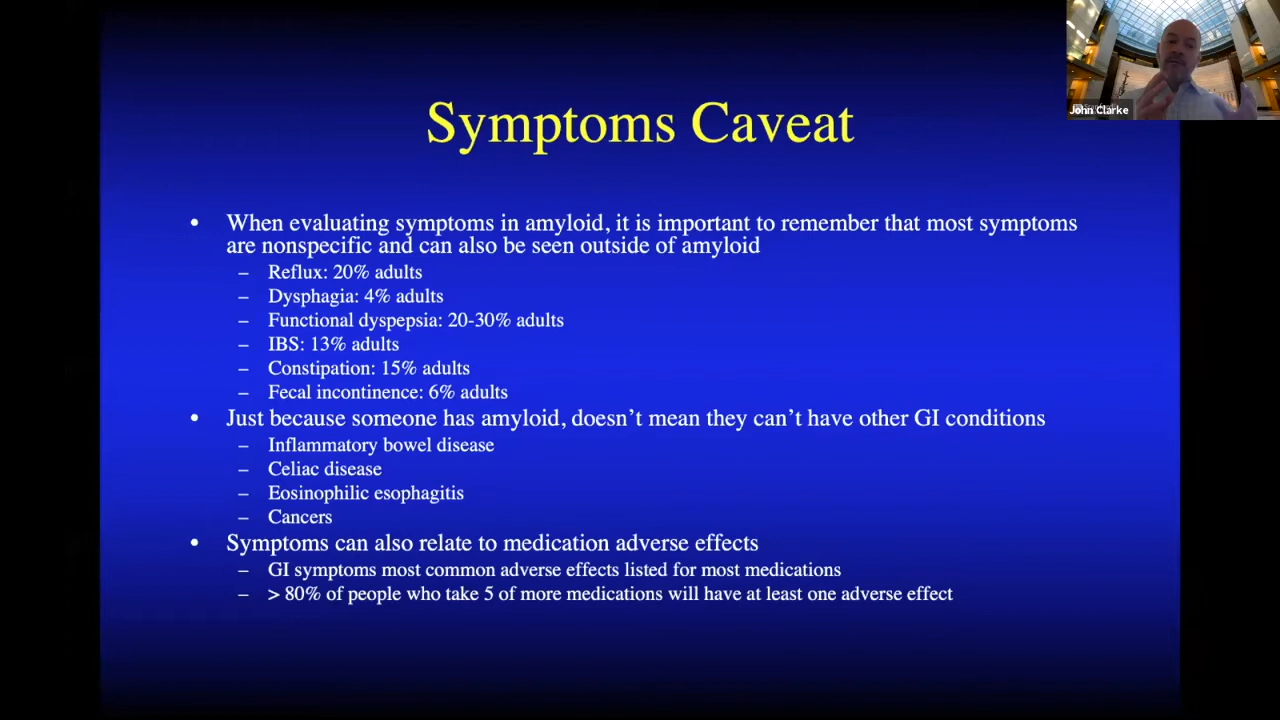 John Clarke
Symptoms Caveat
• When evaluating symptoms in amyloid, it is important to remember that most symptoms
are nonspecific and can also be seen outside of amyloid
– Reflux: 20% adults
– Dysphagia: 4% adults
– Functional dyspepsia: 20-30% adults
– IBS: 13% adults
– Constipation: 15% adults
– Fecal incontinence: 6% adults
• Just because someone has amyloid, doesn’t mean they can’t have other GI conditions
– Inflammatory bowel disease
– Celiac disease
– Eosinophilic esophagitis
– Cancers
• Symptoms can also relate to medication adverse effects
– GI symptoms most common adverse effects listed for most medications
– > 80% of people who take 5 of more medications will have at least one adverse effect